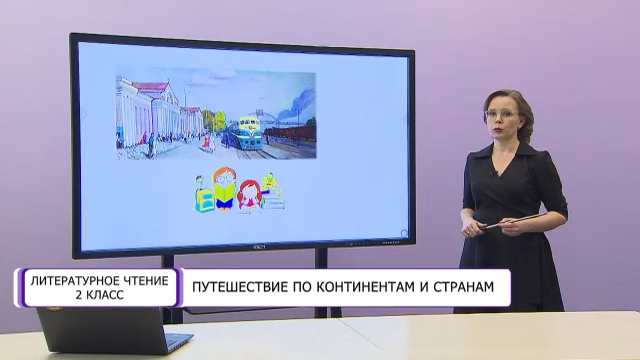 ЛИТЕРАТУРНОЕ ЧТЕНИЕ
2 КЛАСС
ПУТЕШЕСТВИЕ ПО КОНТИНЕНТАМ И СТРАНАМ